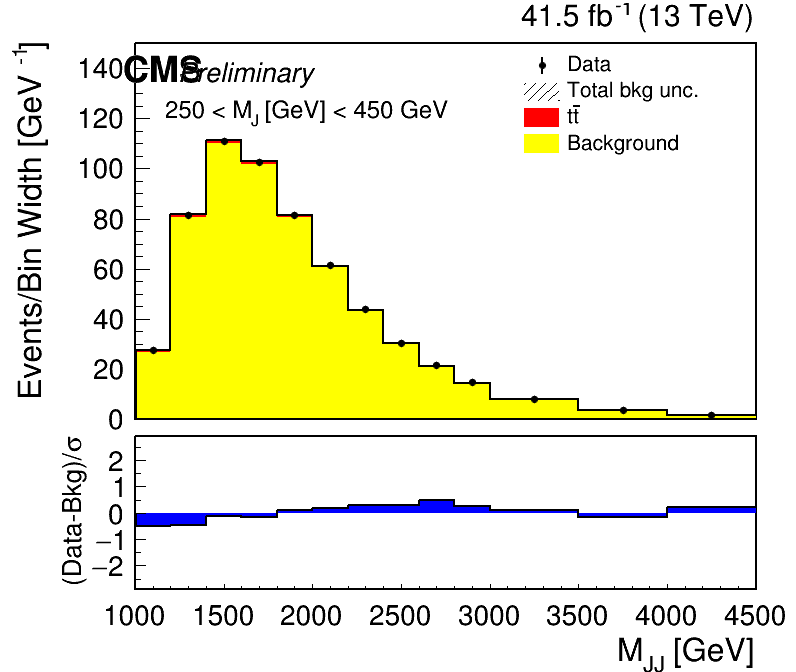 41.5 fb⁻¹ (13 TeV)
CMS Preliminary
250 < M_J [GeV] < 450 GeV
Data
Total bkg unc.
tt̄
Background
Events/Bin Width [GeV⁻¹]
140
120
100
80
60
40
20
0
(Data-Bkg)/σ
2
1
0
−1
−2
1000 1500 2000 2500 3000 3500 4000 4500
M_JJ [GeV]